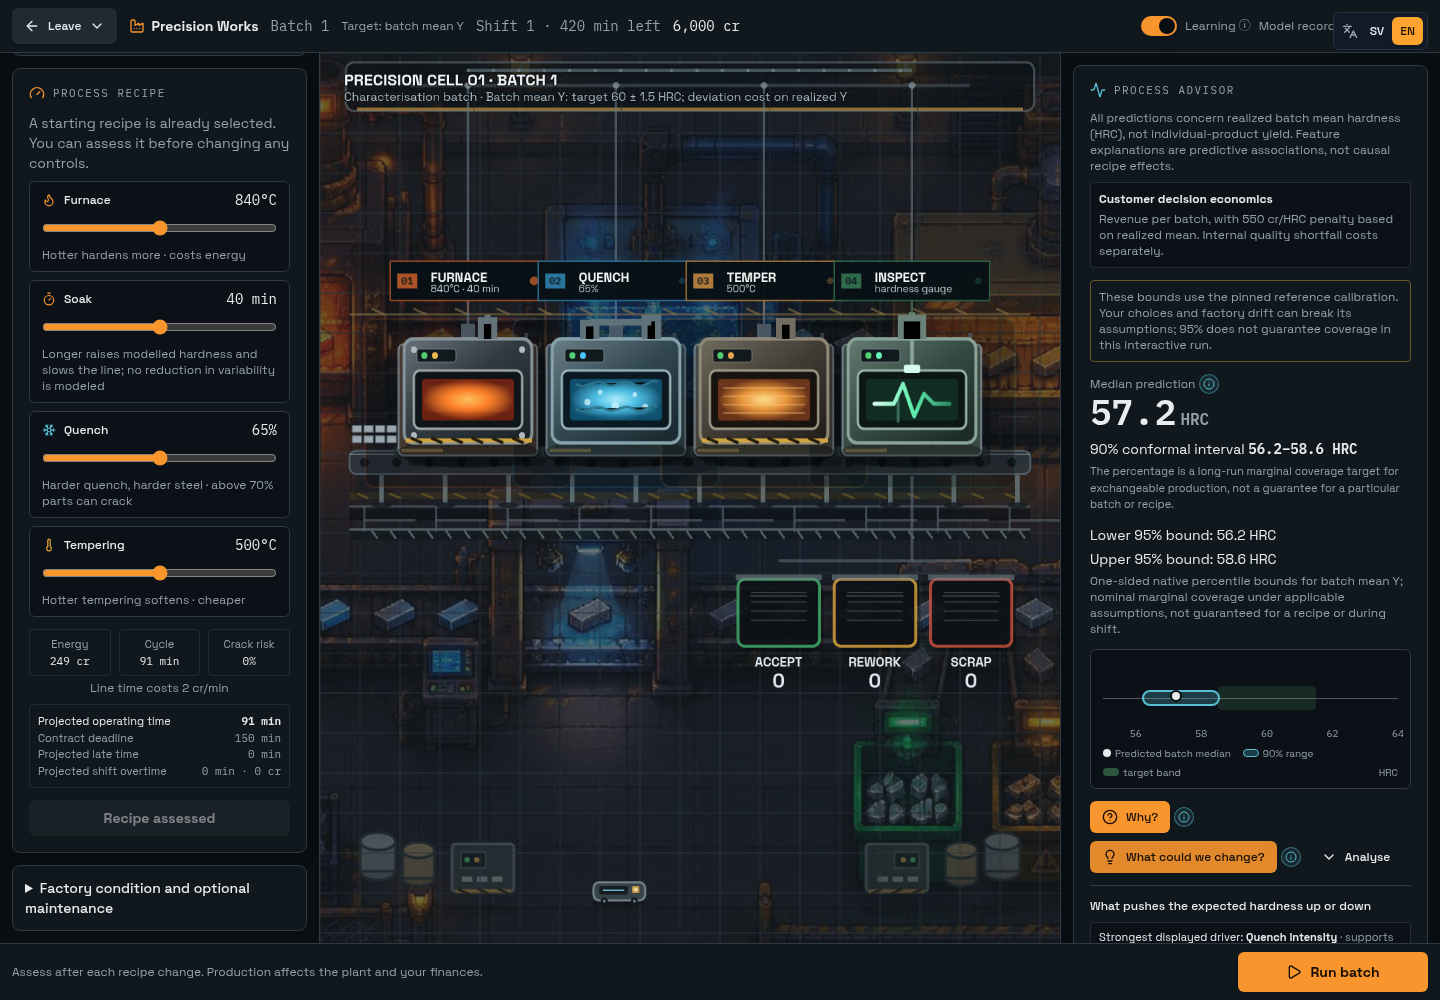 Leave
Precision Works
Batch 1
Target: batch mean Y
Shift 1 · 420 min left
6,000 cr
Learning
Model record
SV
EN
PROCESS RECIPE
A starting recipe is already selected.
You can assess it before changing any
controls.
Furnace
840°C
Hotter hardens more · costs energy
Soak
40 min
Longer raises modelled hardness and
slows the line; no reduction in variability
is modeled
Quench
65%
Harder quench, harder steel · above 70%
parts can crack
Tempering
500°C
Hotter tempering softens · cheaper
Energy
249 cr
Cycle
91 min
Crack risk
0%
Line time costs 2 cr/min
Projected operating time
91 min
Contract deadline
150 min
Projected late time
0 min
Projected shift overtime
0 min · 0 cr
Recipe assessed
Factory condition and optional
maintenance
PRECISION CELL 01 · BATCH 1
Characterisation batch · Batch mean Y: target 60 ± 1.5 HRC; deviation cost on realized Y
01
FURNACE
840°C · 40 min
02
QUENCH
65%
03
TEMPER
500°C
04
INSPECT
hardness gauge
ACCEPT
0
REWORK
0
SCRAP
0
PROCESS ADVISOR
All predictions concern realized batch mean hardness
(HRC), not individual-product yield. Feature
explanations are predictive associations, not causal
recipe effects.
Customer decision economics
Revenue per batch, with 550 cr/HRC penalty based
on realized mean. Internal quality shortfall costs
separately.
These bounds use the pinned reference calibration.
Your choices and factory drift can break its
assumptions; 95% does not guarantee coverage in
this interactive run.
Median prediction
57.2 HRC
90% conformal interval 56.2–58.6 HRC
The percentage is a long-run marginal coverage target for
exchangeable production, not a guarantee for a particular
batch or recipe.
Lower 95% bound: 56.2 HRC
Upper 95% bound: 58.6 HRC
One-sided native percentile bounds for batch mean Y;
nominal marginal coverage under applicable
assumptions, not guaranteed for a recipe or during
shift.
56
58
60
62
64
Predicted batch median
90% range
target band
HRC
Why?
What could we change?
Analyse
What pushes the expected hardness up or down
Strongest displayed driver: Quench Intensity · supports
Assess after each recipe change. Production affects the plant and your finances.
Run batch